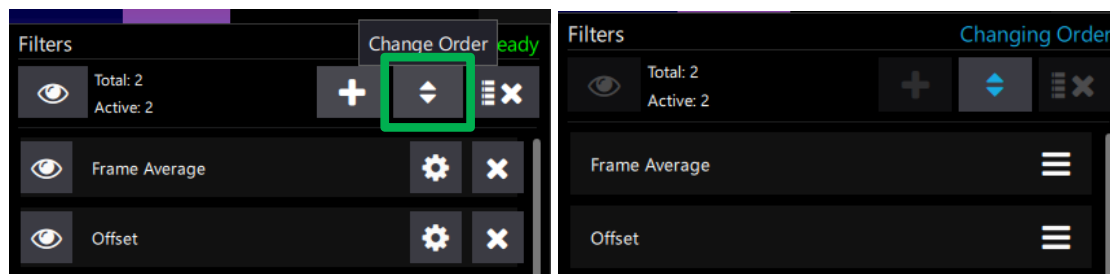 Filters
Change Order
eady
Total: 2
Active: 2
Frame Average
Offset
Filters
Changing Order
Total: 2
Active: 2
Frame Average
Offset